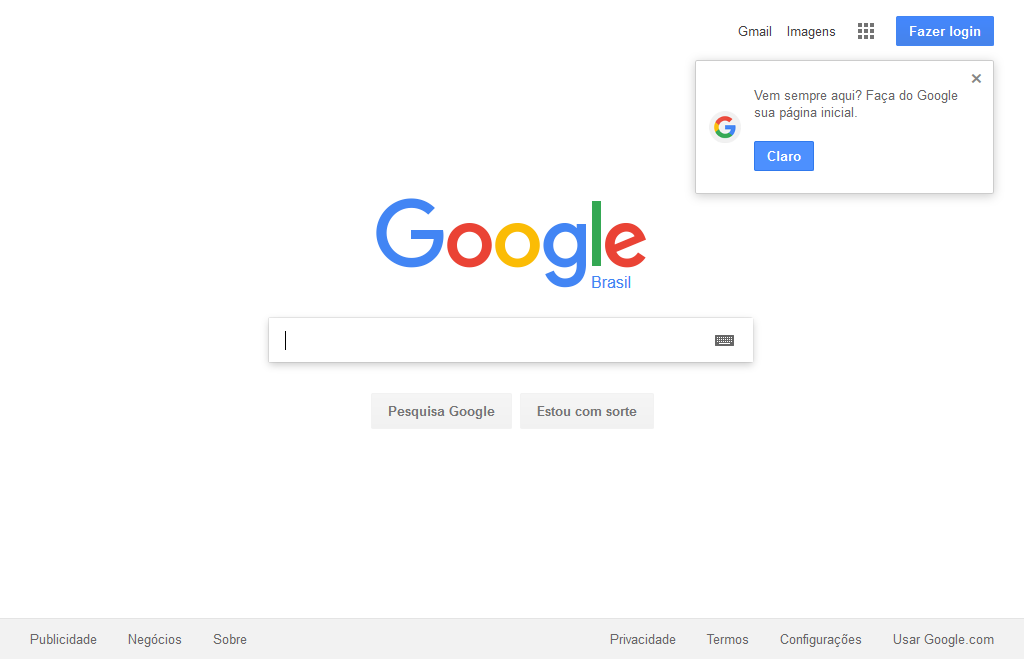 Gmail Imagens Fazer login
Vem sempre aqui? Faça do Google
sua página inicial.
Claro
Google
Brasil
Pesquisa Google Estou com sorte
Publicidade Negócios Sobre Privacidade Termos Configurações Usar Google.com